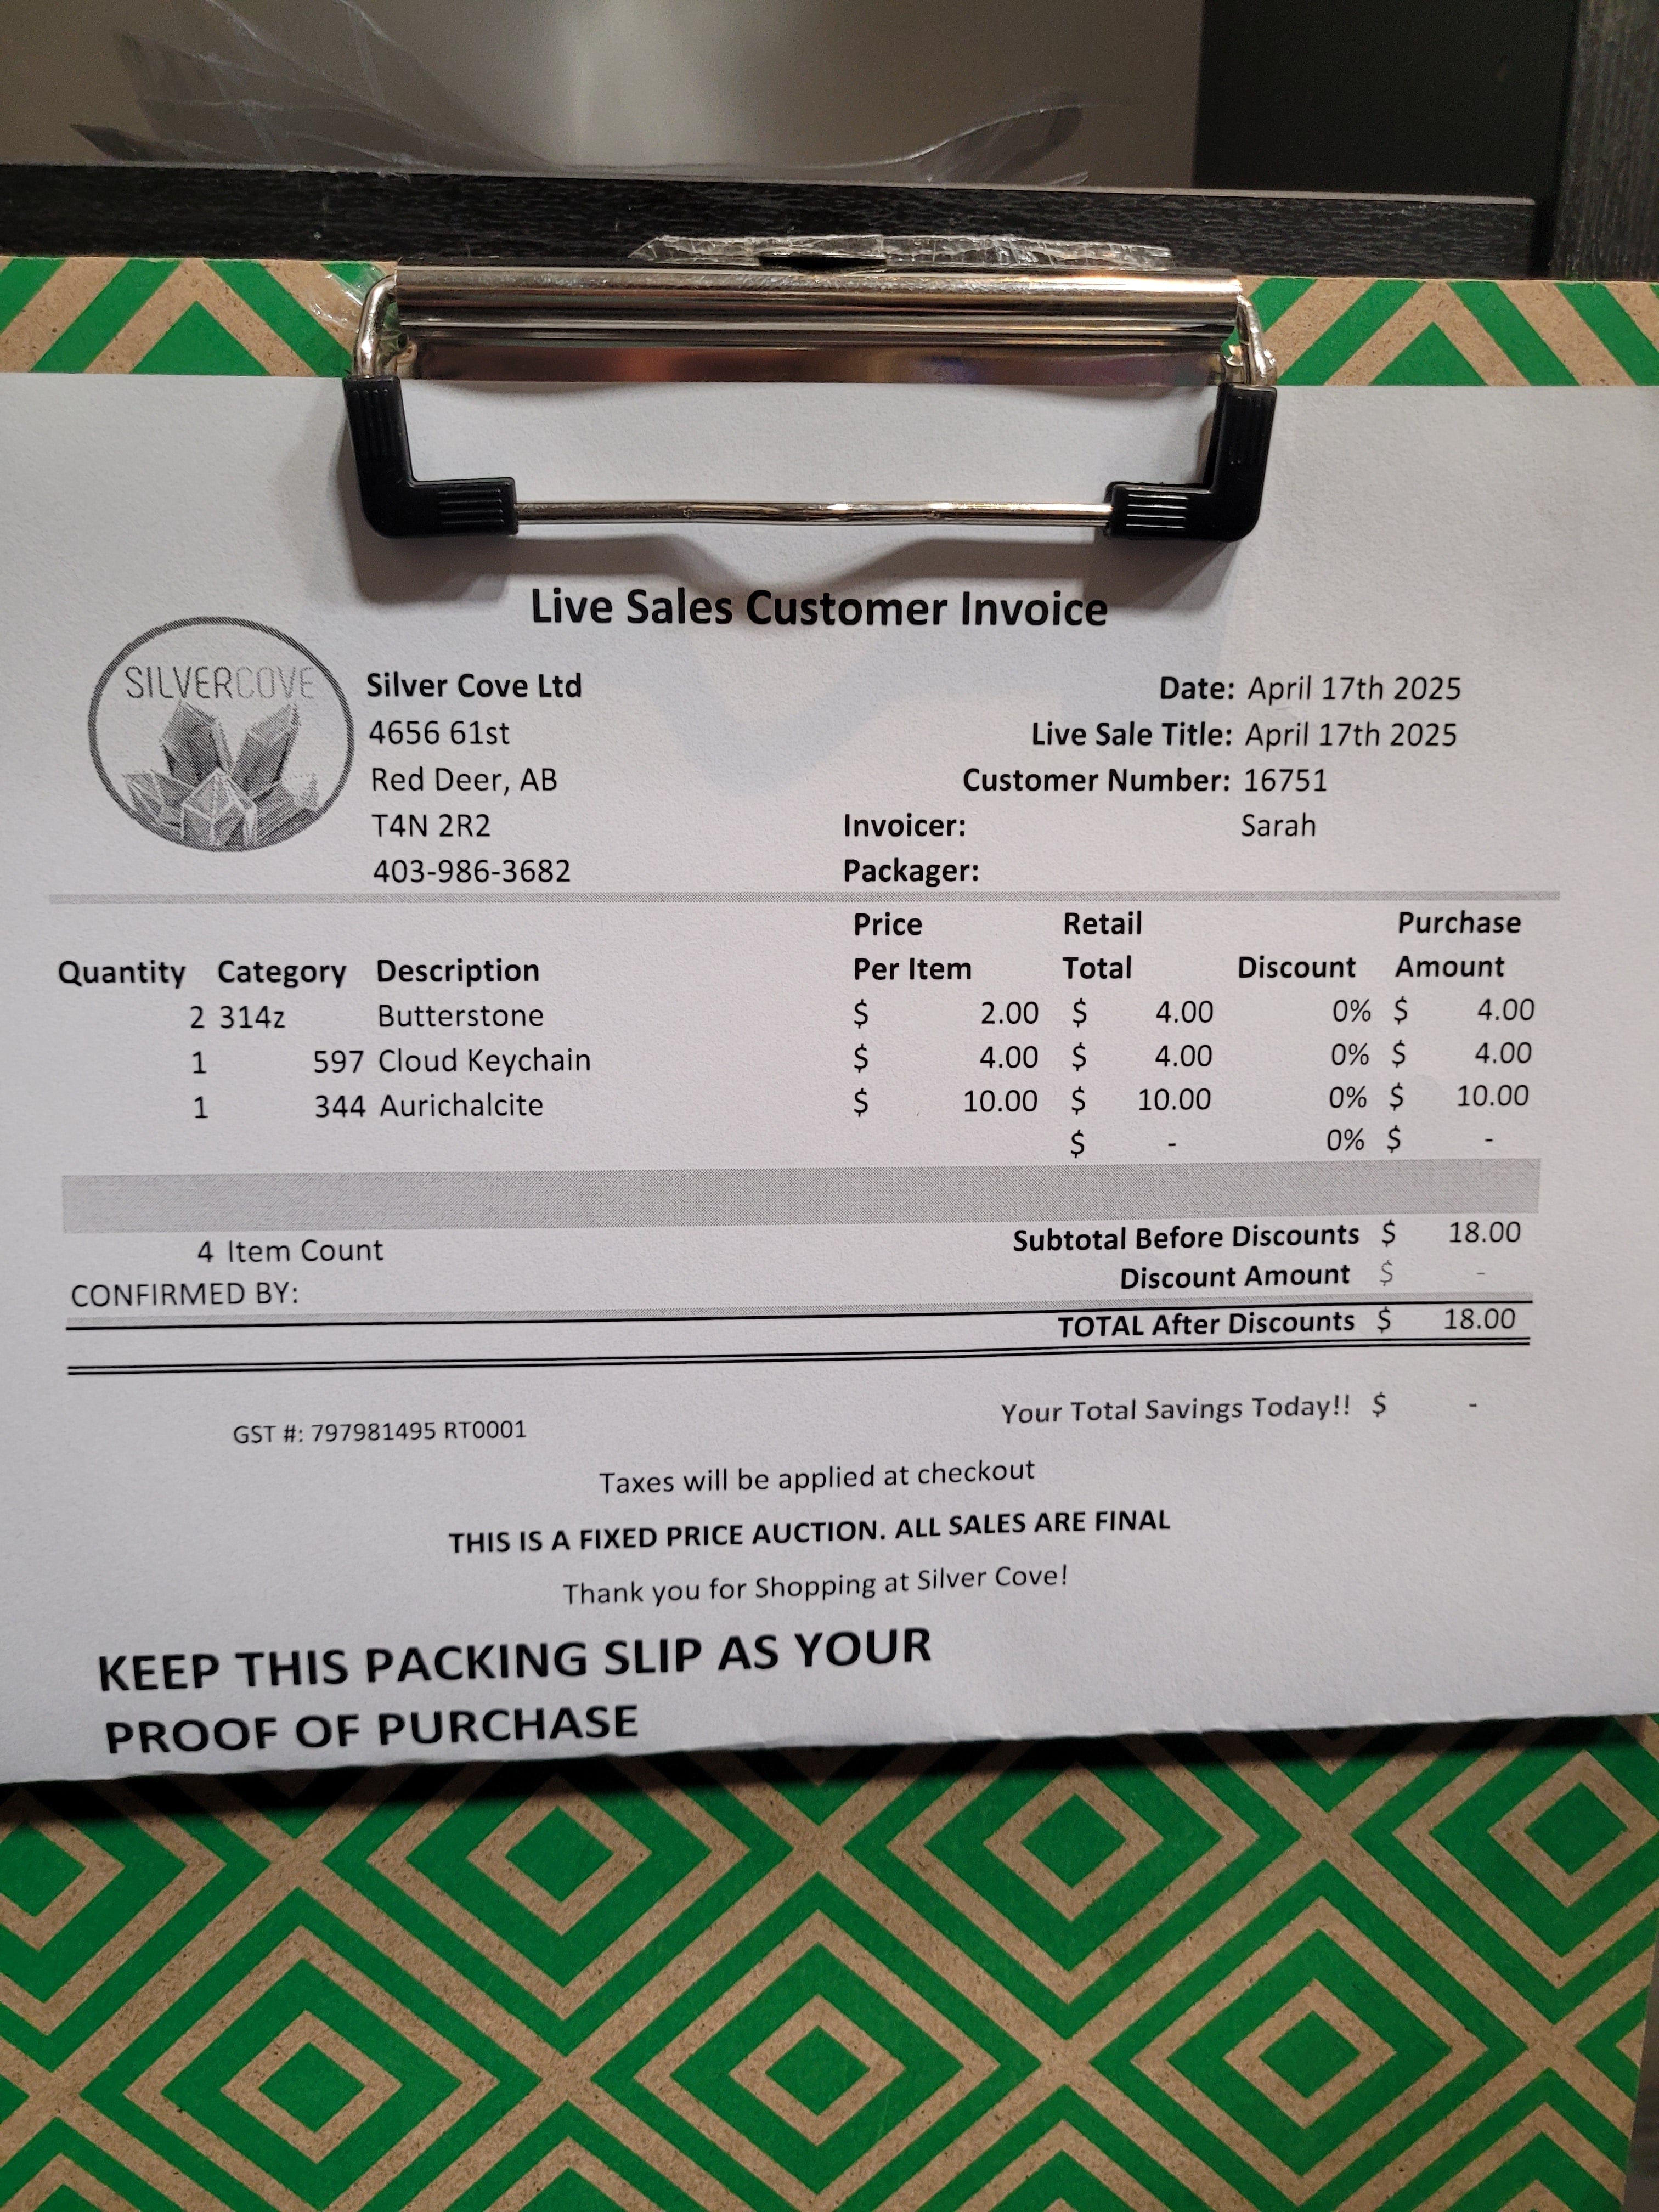 Live Sales Customer Invoice
SILVERCOVE
Silver Cove Ltd
4656 61st
Red Deer, AB
T4N 2R2
403-986-3682
Date: April 17th 2025
Live Sale Title: April 17th 2025
Customer Number: 16751
Invoicer: Sarah
Packager:
Quantity Category Description Price Per Item Retail Total Discount Purchase Amount
2 314z Butterstone $ 2.00 $ 4.00 0% $ 4.00
1 597 Cloud Keychain $ 4.00 $ 4.00 0% $ 4.00
1 344 Aurichalcite $ 10.00 $ 10.00 0% $ 10.00
$ - 0% $ -
4 Item Count
CONFIRMED BY:
Subtotal Before Discounts $ 18.00
Discount Amount $ -
TOTAL After Discounts $ 18.00
Your Total Savings Today!! $ -
GST #: 797981495 RT0001
Taxes will be applied at checkout
THIS IS A FIXED PRICE AUCTION. ALL SALES ARE FINAL
Thank you for Shopping at Silver Cove!
KEEP THIS PACKING SLIP AS YOUR
PROOF OF PURCHASE